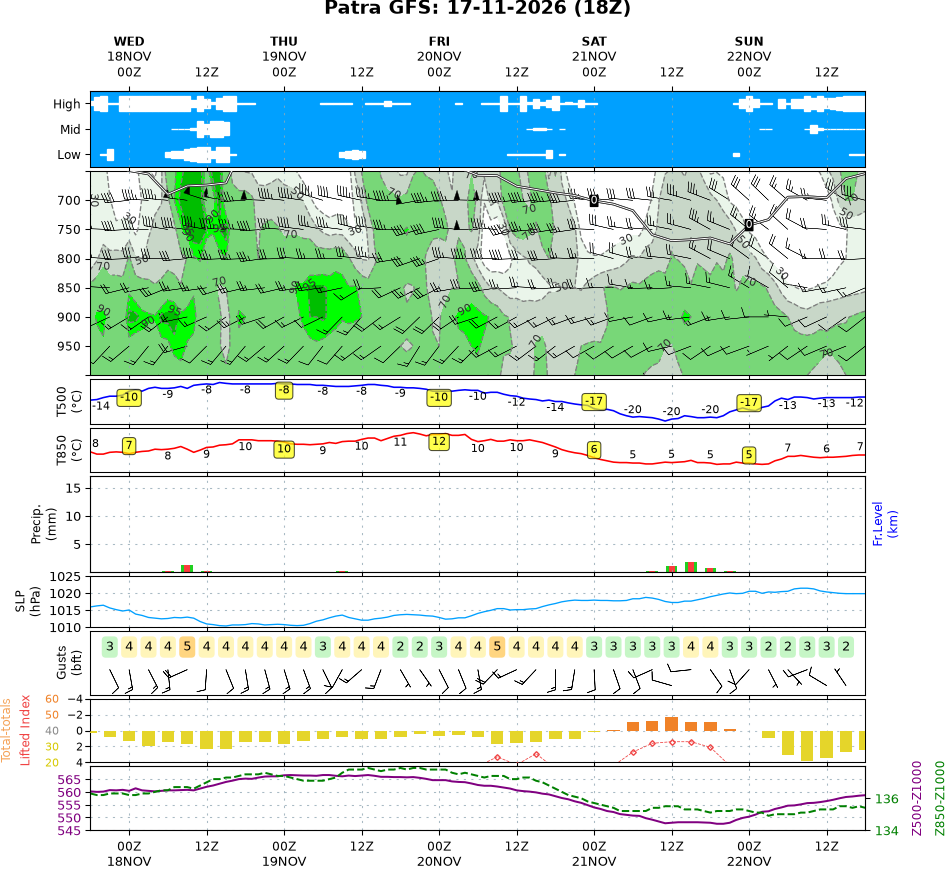 Patra GFS: 17-11-2026 (18Z)
WED THU FRI SAT SUN
18NOV 19NOV 20NOV 21NOV 22NOV
00Z 12Z 00Z 12Z 00Z 12Z 00Z 12Z 00Z 12Z
High
Mid
Low
700
750
800
850
900
950
T500 (°C)
-14 -10 -9 -8 -8 -8 -8 -8 -9 -10 -10 -12 -14 -17 -20 -20 -20 -17 -13 -13 -12
T850 (°C)
8 7 8 9 10 10 9 10 11 12 10 10 9 6 5 5 5 5 7 6 7
Precip. (mm)
15
10
5
Fr.Level (km)
SLP (hPa)
1025
1020
1015
1010
Gusts (bft)
3 4 4 4 5 4 4 4 4 4 4 3 4 4 4 2 2 3 4 4 5 4 4 4 4 3 3 3 3 3 4 4 3 3 2 2 3 3 2
Total-totals
Lifted Index
60 −4
50 −2
40 0
30 2
20 4
565
560
555
550
545
136
134
Z500-Z1000
Z850-Z1000
00Z 12Z 00Z 12Z 00Z 12Z 00Z 12Z 00Z 12Z
18NOV 19NOV 20NOV 21NOV 22NOV